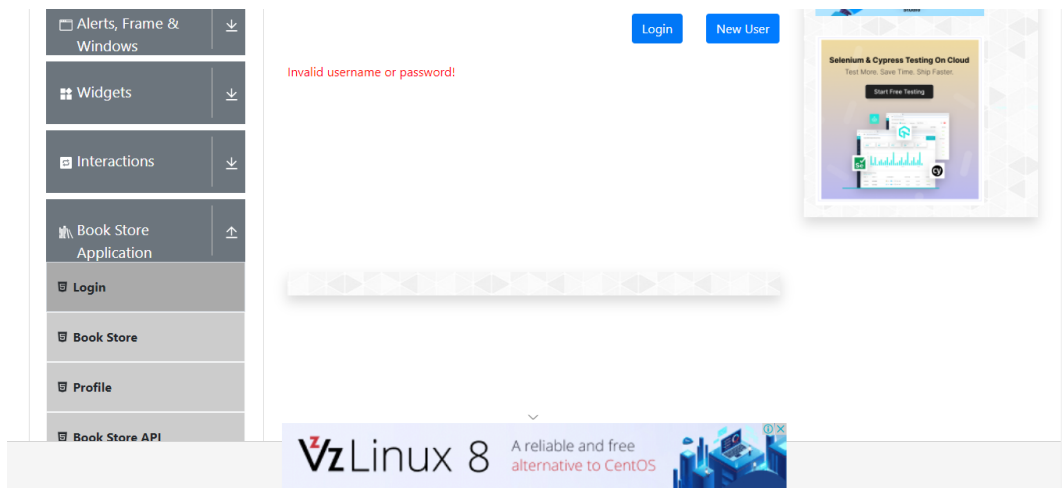 Alerts, Frame &
Windows
Widgets
Interactions
Book Store
Application
Login
Book Store
Profile
Book Store API
Login
New User
Invalid username or password!
Selenium & Cypress Testing On Cloud
Test More. Save Time. Ship Faster.
Start Free Testing
VzLinux 8
A reliable and free
alternative to CentOS